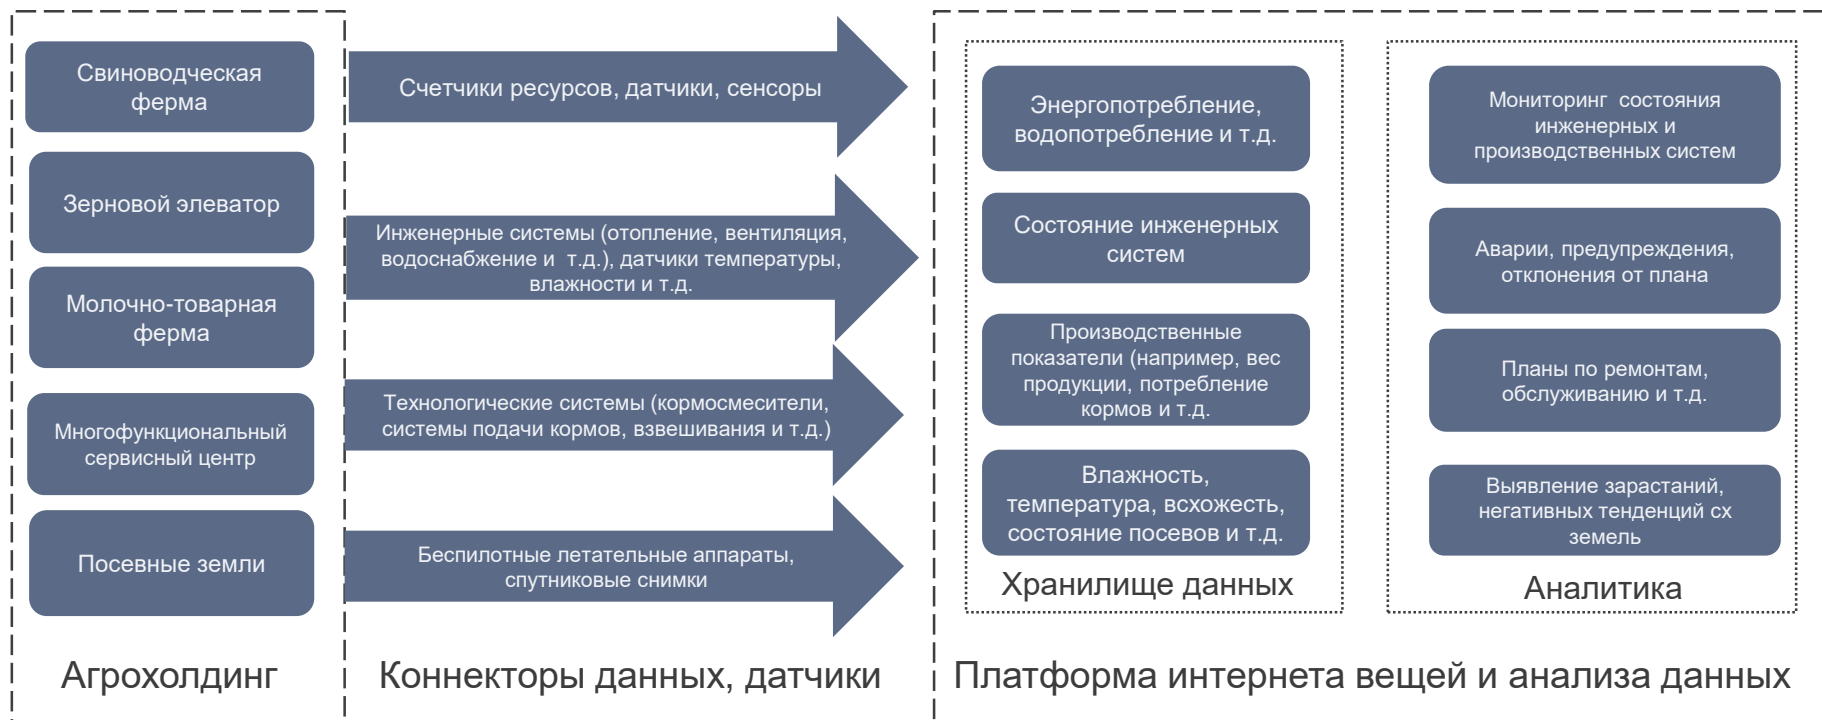 Свиноводческая
ферма
Зерновой элеватор
Молочно-товарная
ферма
Многофункциональный
сервисный центр
Посевные земли
Агрохолдинг
Счетчики ресурсов, датчики, сенсоры
Инженерные системы (отопление, вентиляция,
водоснабжение и т.д.), датчики температуры,
влажности и т.д.
Технологические системы (кормосмесители,
системы подачи кормов, взвешивания и т.д.)
Беспилотные летательные аппараты,
спутниковые снимки
Коннекторы данных, датчики
Энергопотребление,
водопотребление и т.д.
Состояние инженерных
систем
Производственные
показатели (например, вес
продукции, потребление
кормов и т.д.
Влажность,
температура, всхожесть,
состояние посевов и т.д.
Хранилище данных
Мониторинг состояния
инженерных и
производственных систем
Аварии, предупреждения,
отклонения от плана
Планы по ремонтам,
обслуживанию и т.д.
Выявление зарастаний,
негативных тенденций сх
земель
Аналитика
Платформа интернета вещей и анализа данных